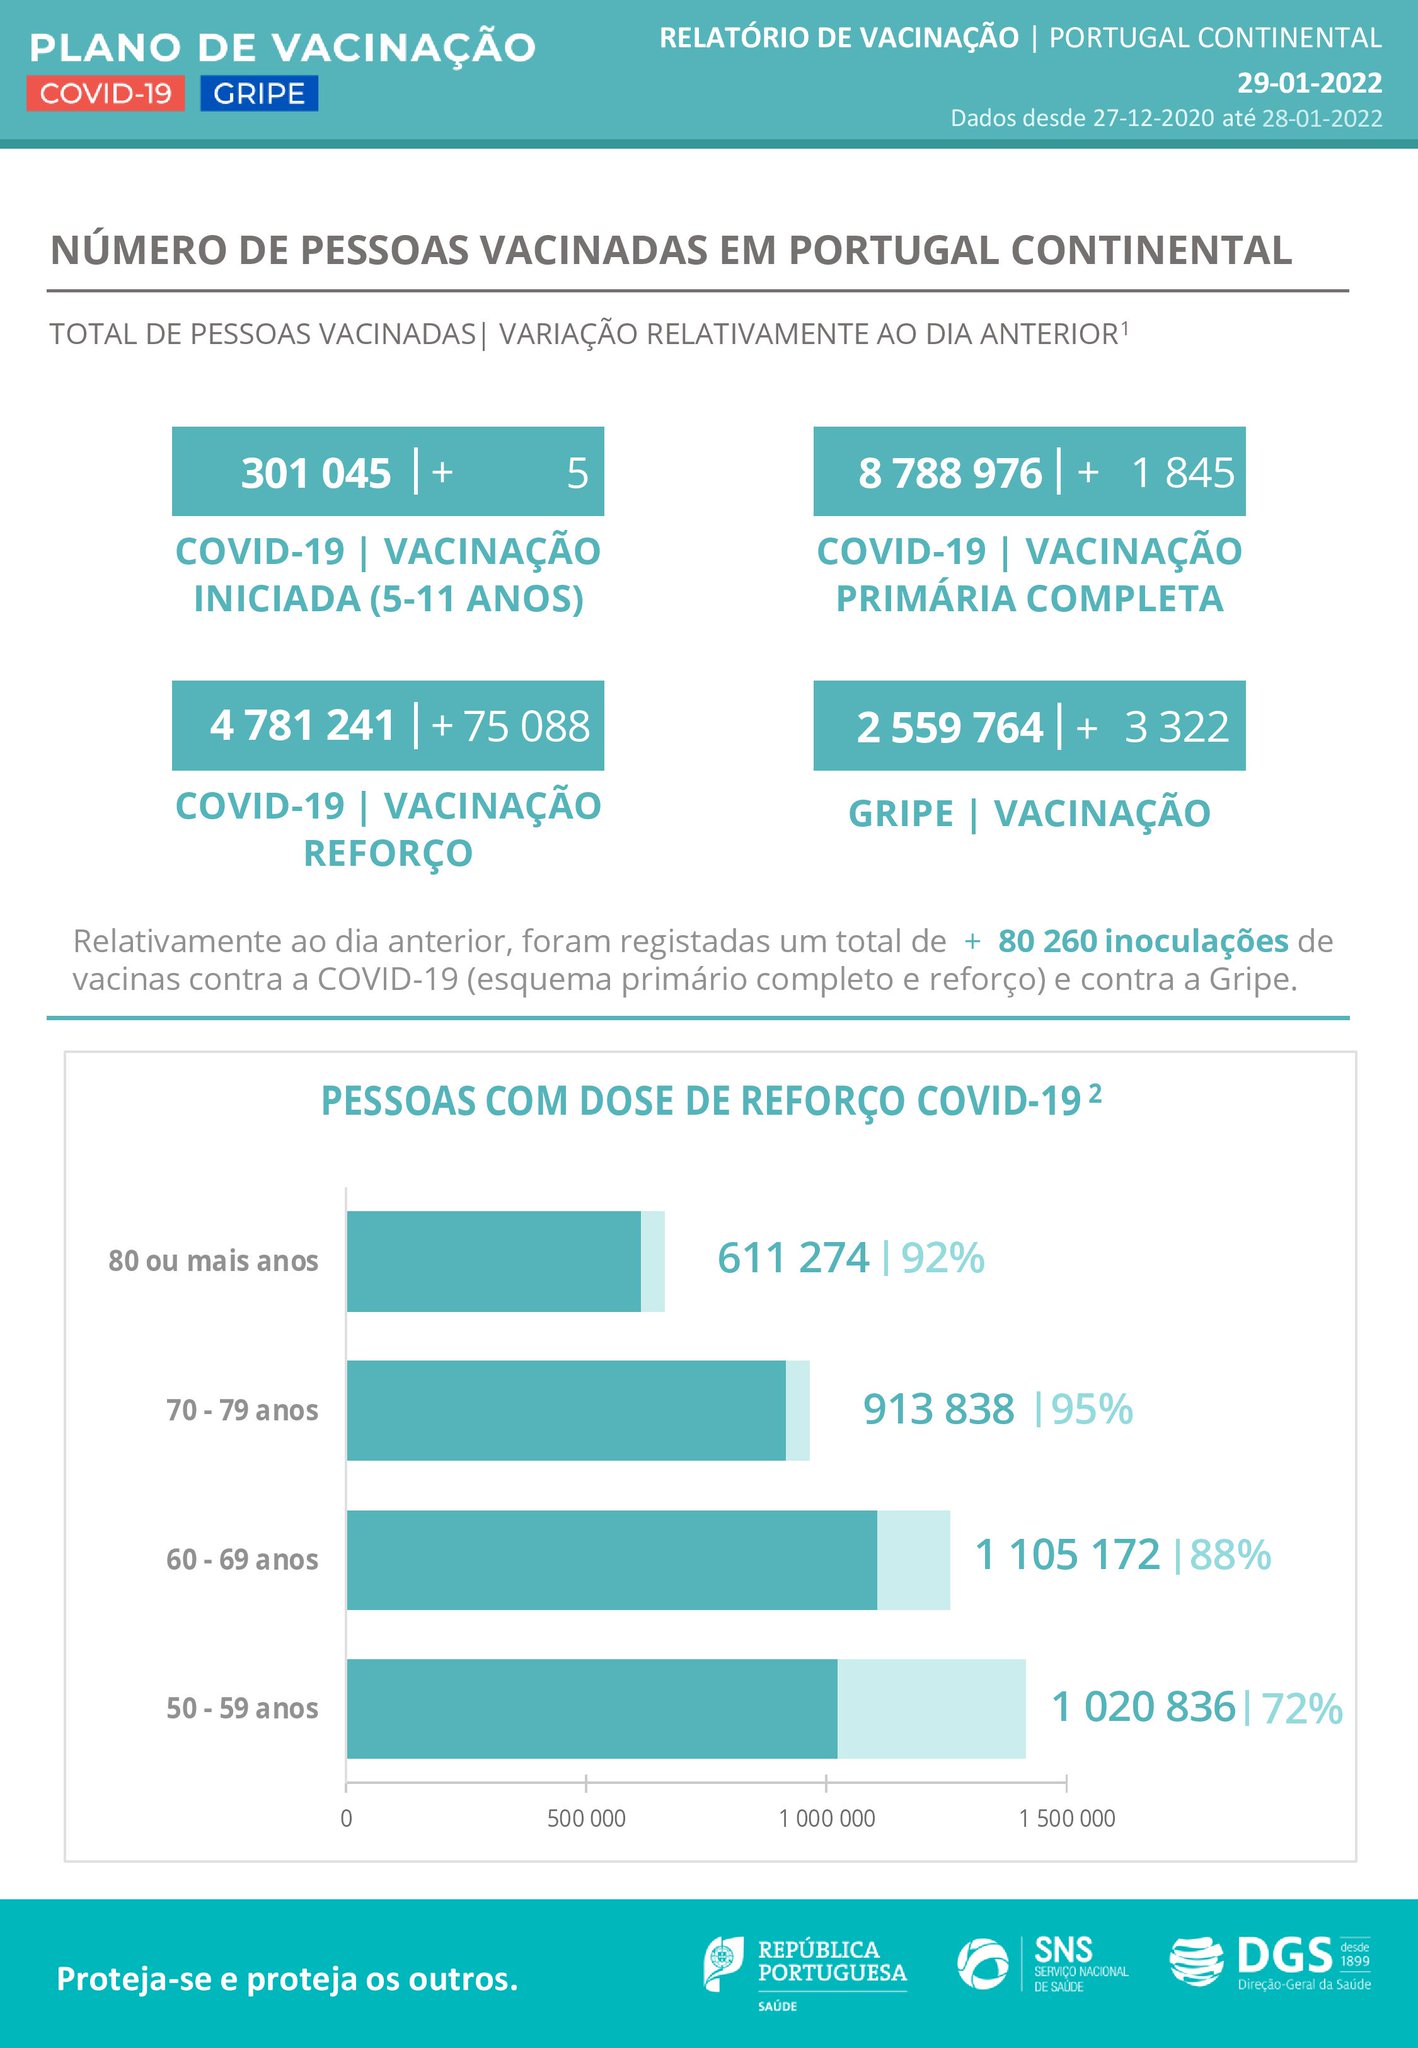 PLANO DE VACINAÇÃO
COVID-19 GRIPE
RELATÓRIO DE VACINAÇÃO | PORTUGAL CONTINENTAL
29-01-2022
Dados desde 27-12-2020 até 28-01-2022
NÚMERO DE PESSOAS VACINADAS EM PORTUGAL CONTINENTAL
TOTAL DE PESSOAS VACINADAS| VARIAÇÃO RELATIVAMENTE AO DIA ANTERIOR¹
301 045 | + 5
COVID-19 | VACINAÇÃO
INICIADA (5-11 ANOS)
8 788 976 | + 1 845
COVID-19 | VACINAÇÃO
PRIMÁRIA COMPLETA
4 781 241 | + 75 088
COVID-19 | VACINAÇÃO
REFORÇO
2 559 764 | + 3 322
GRIPE | VACINAÇÃO
Relativamente ao dia anterior, foram registadas um total de + 80 260 inoculações de
vacinas contra a COVID-19 (esquema primário completo e reforço) e contra a Gripe.
PESSOAS COM DOSE DE REFORÇO COVID-19 ²
80 ou mais anos 611 274 | 92%
70 - 79 anos 913 838 | 95%
60 - 69 anos 1 105 172 | 88%
50 - 59 anos 1 020 836 | 72%
0 500 000 1 000 000 1 500 000
Proteja-se e proteja os outros.
REPÚBLICA
PORTUGUESA
SAÚDE
SNS
SERVIÇO NACIONAL
DE SAÚDE
DGS desde
1899
Direção-Geral da Saúde